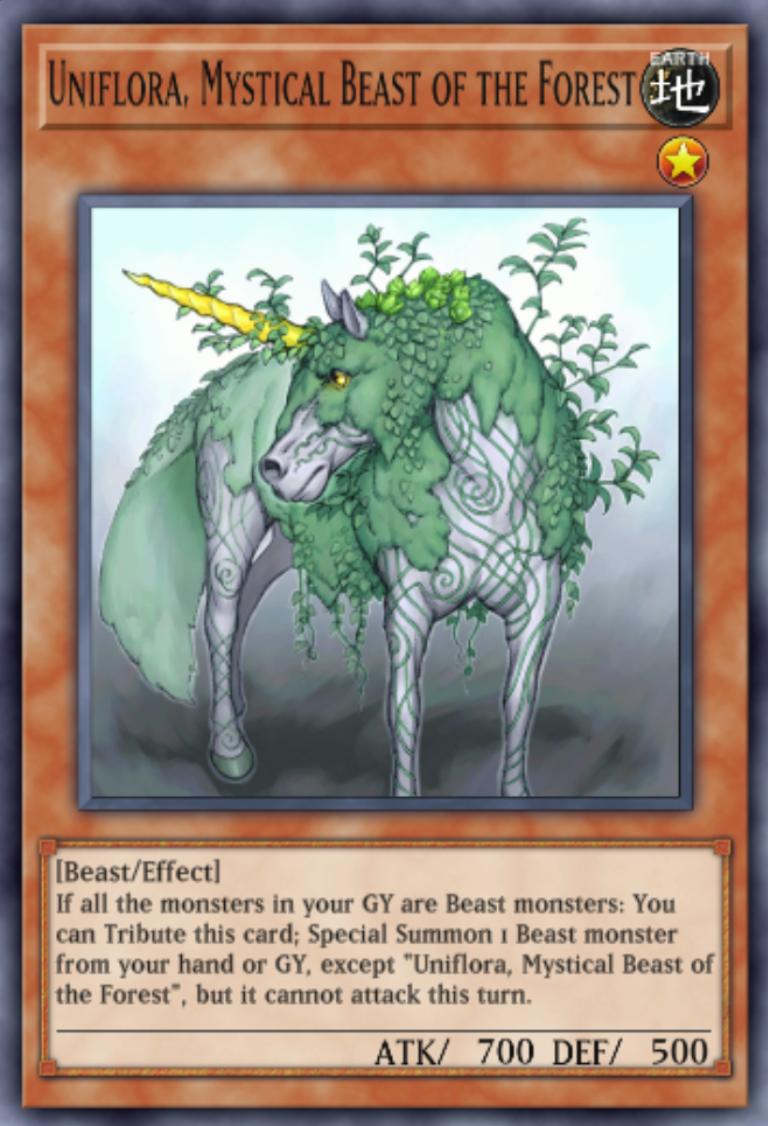 UNIFLORA, MYSTICAL BEAST OF THE FOREST
EARTH
地
[Beast/Effect]
If all the monsters in your GY are Beast monsters: You
can Tribute this card; Special Summon 1 Beast monster
from your hand or GY, except "Uniflora, Mystical Beast of
the Forest", but it cannot attack this turn.
ATK/ 700 DEF/ 500